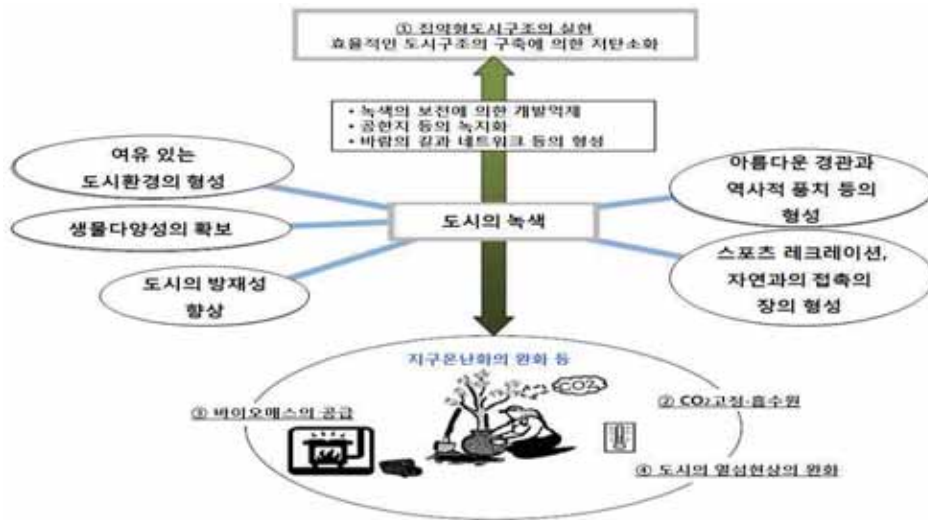 ① 집약형도시구조의 실현
효율적인 도시구조의 구축에 의한 저탄소화
• 녹색의 보전에 의한 개발억제
• 공한지 등의 녹지화
• 바람의 길과 네트워크 등의 형성
여유 있는
도시환경의 형성
생물다양성의 확보
도시의 방재성
향상
도시의 녹색
아름다운 경관과
역사적 풍치 등의
형성
스포츠 레크레이션,
자연과의 접촉의
장의 형성
지구온난화의 완화 등
CO2
③ 바이오매스의 공급
② CO₂고정·흡수원
④ 도시의 열섬현상의 완화